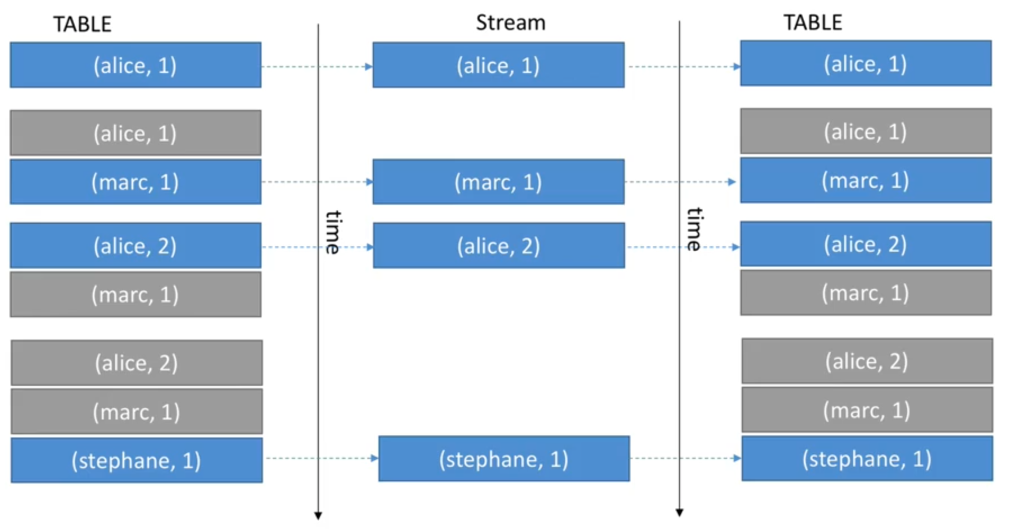 TABLE Stream TABLE
(alice, 1) (alice, 1) (alice, 1)
(alice, 1) (alice, 1)
(marc, 1) (marc, 1) (marc, 1)
time time
(alice, 2) (alice, 2) (alice, 2)
(marc, 1) (marc, 1)
(alice, 2) (alice, 2)
(marc, 1) (marc, 1)
(stephane, 1) (stephane, 1) (stephane, 1)